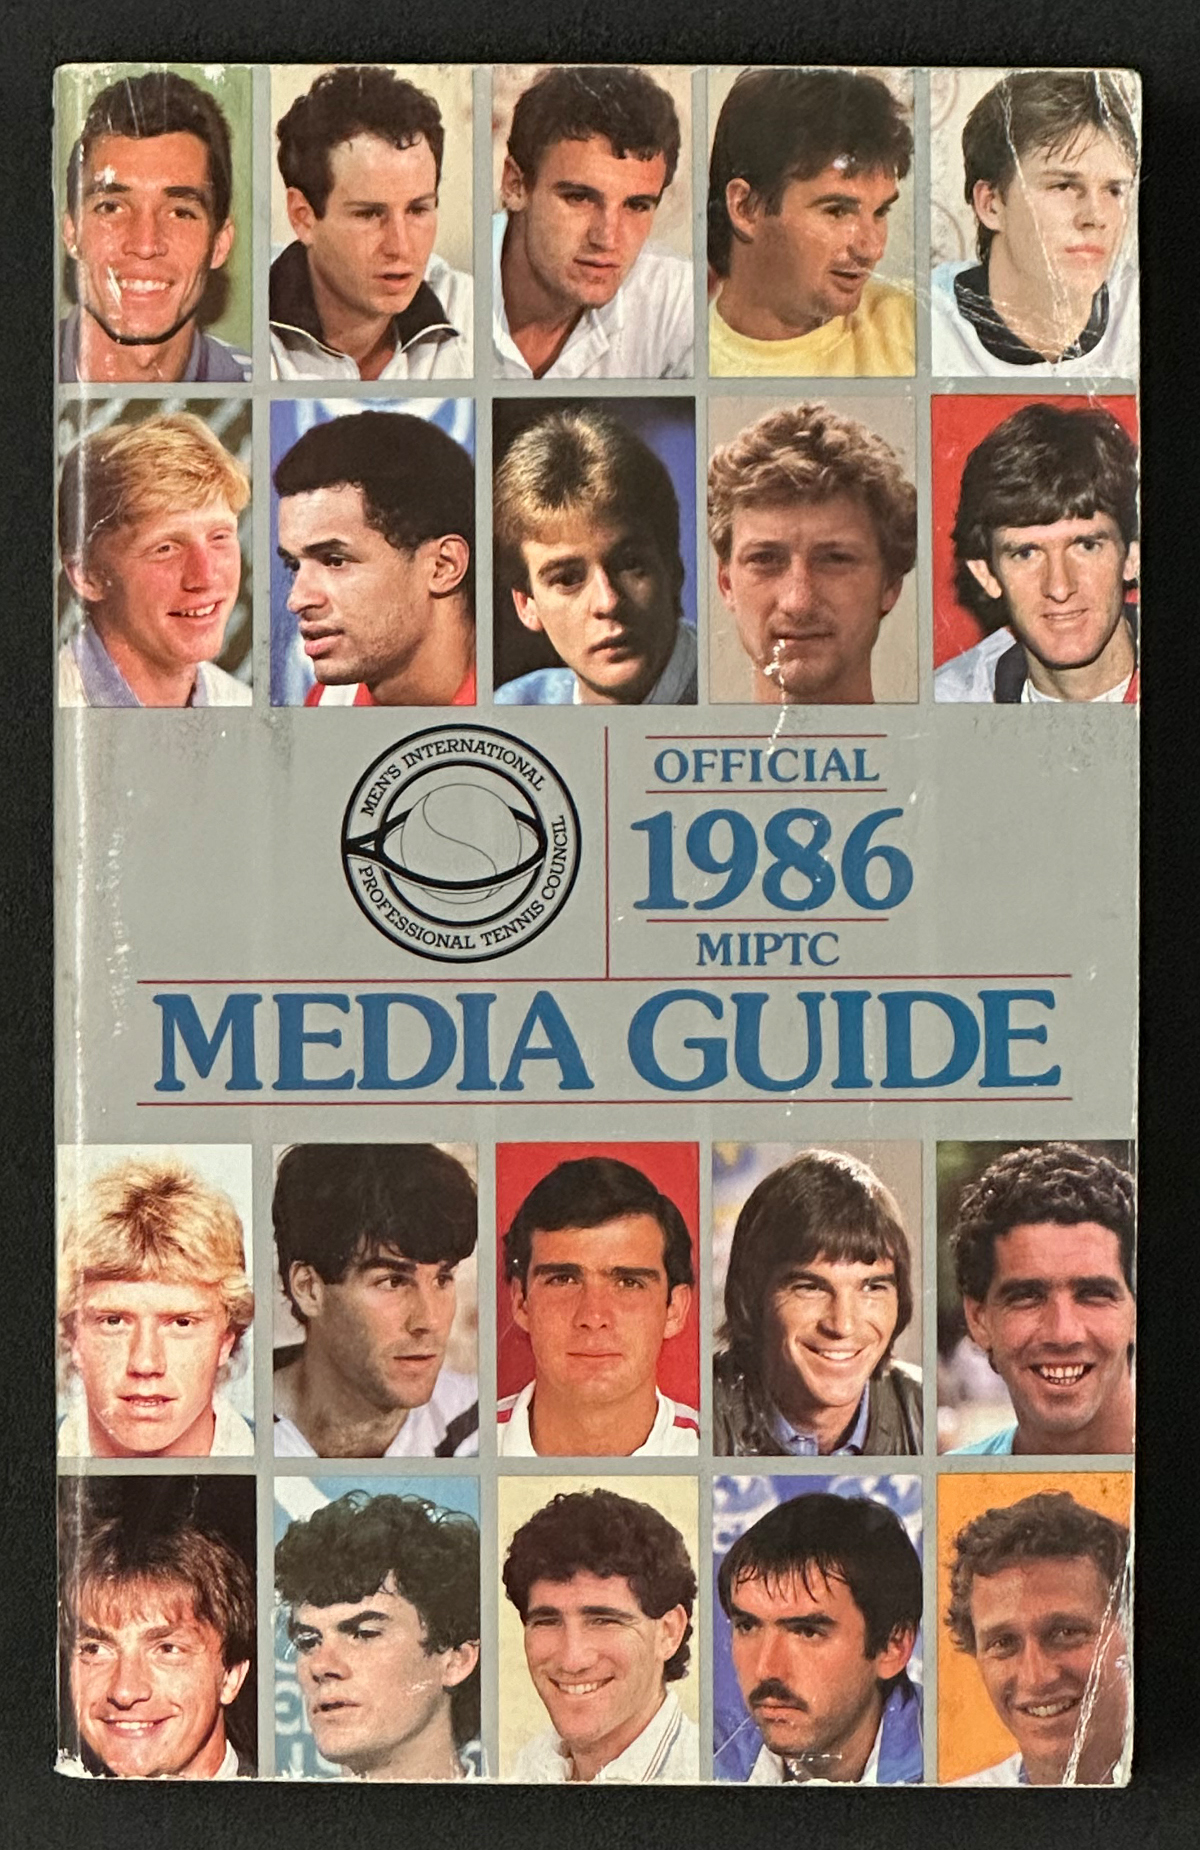 MEN'S INTERNATIONAL
PROFESSIONAL TENNIS COUNCIL
OFFICIAL
1986
MIPTC
MEDIA GUIDE